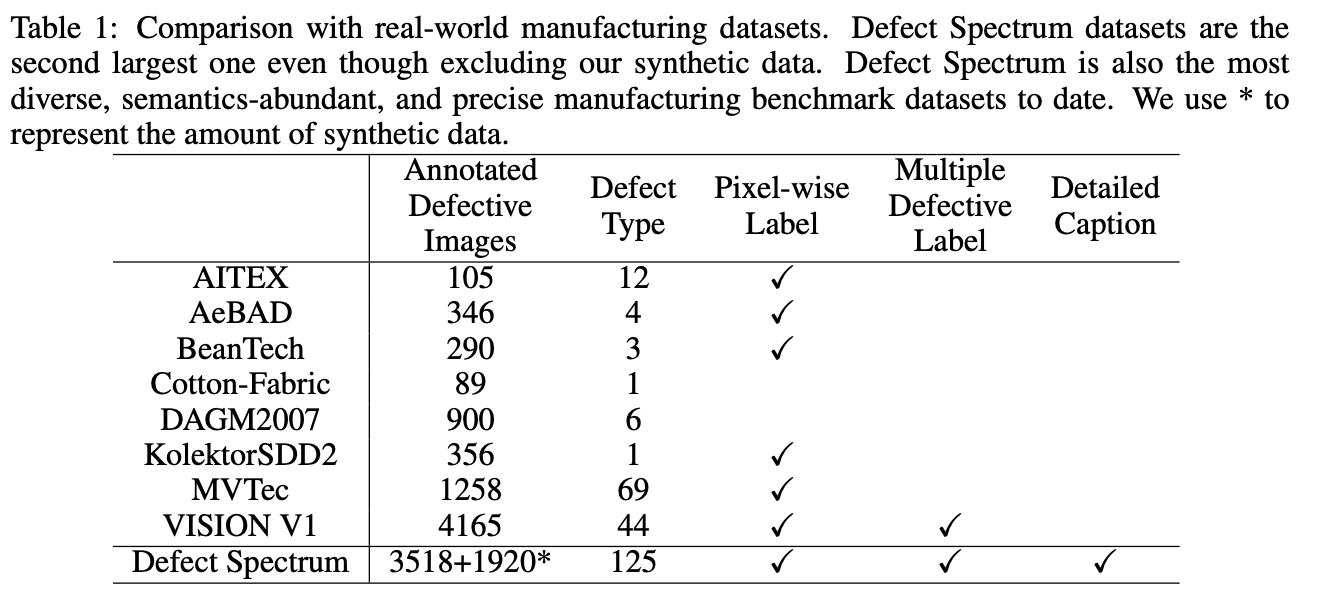 Table 1: Comparison with real-world manufacturing datasets. Defect Spectrum datasets are the
second largest one even though excluding our synthetic data. Defect Spectrum is also the most
diverse, semantics-abundant, and precise manufacturing benchmark datasets to date. We use * to
represent the amount of synthetic data.
Annotated Defective Images Defect Type Pixel-wise Label Multiple Defective Label Detailed Caption
AITEX 105 12 ✓
AeBAD 346 4 ✓
BeanTech 290 3 ✓
Cotton-Fabric 89 1
DAGM2007 900 6
KolektorSDD2 356 1 ✓
MVTec 1258 69 ✓
VISION V1 4165 44 ✓ ✓
Defect Spectrum 3518+1920* 125 ✓ ✓ ✓